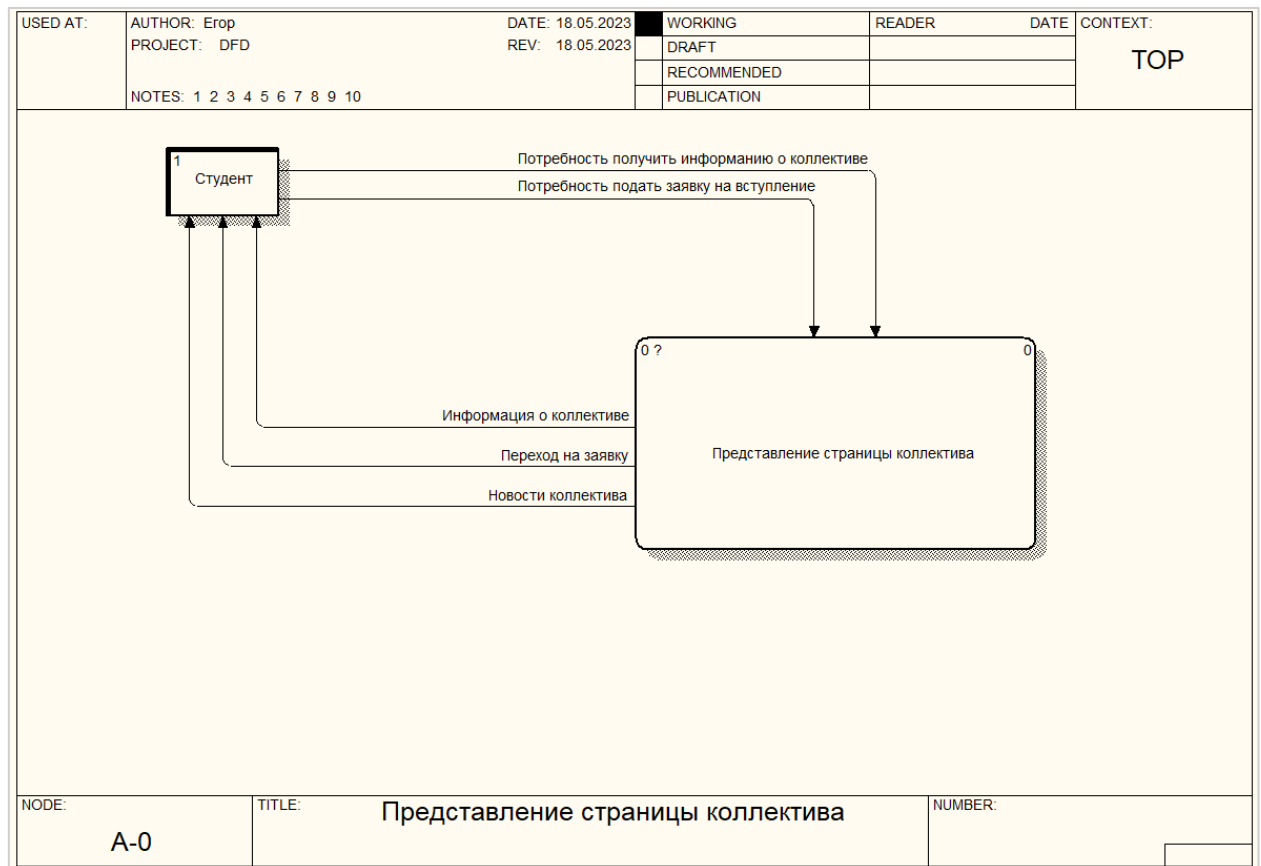 USED AT:
AUTHOR: Егор
DATE: 18.05.2023
WORKING
READER
DATE
CONTEXT:
PROJECT: DFD
REV: 18.05.2023
DRAFT
TOP
RECOMMENDED
NOTES: 1 2 3 4 5 6 7 8 9 10
PUBLICATION
1
Студент
Потребность получить информанию о коллективе
Потребность подать заявку на вступление
0 ?
0
Информация о коллективе
Представление страницы коллектива
Переход на заявку
Новости коллектива
NODE:
TITLE:
Представление страницы коллектива
NUMBER:
A-0